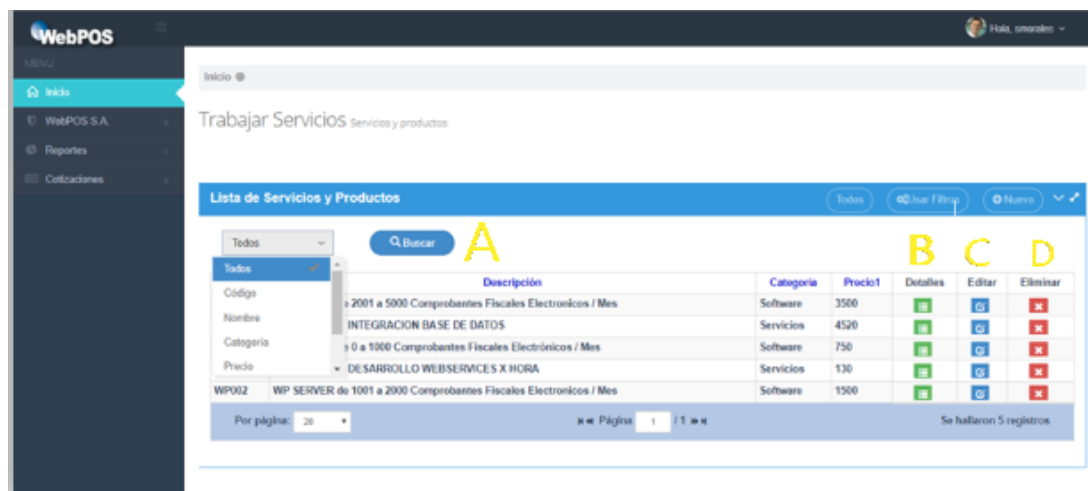 WebPOS
Hola, smorales
MENU
Inicio
WebPOS S.A.
Reportes
Cotizaciones
Inicio
Trabajar Servicios Servicios y productos
Lista de Servicios y Productos
Todos
Usar Filtros
Nuevo
Todos
Buscar
A
B
C
D
Todos
Código
Nombre
Categoria
Precio
Descripción Categoria Precio1 Detalles Editar Eliminar
2001 a 5000 Comprobantes Fiscales Electronicos / Mes Software 3500
INTEGRACION BASE DE DATOS Servicios 4520
0 a 1000 Comprobantes Fiscales Electrónicos / Mes Software 750
DESARROLLO WEBSERVICES X HORA Servicios 130
WP002 WP SERVER de 1001 a 2000 Comprobantes Fiscales Electronicos / Mes Software 1500
Por página: 20 Página 1 / 1 Se hallaron 5 registros